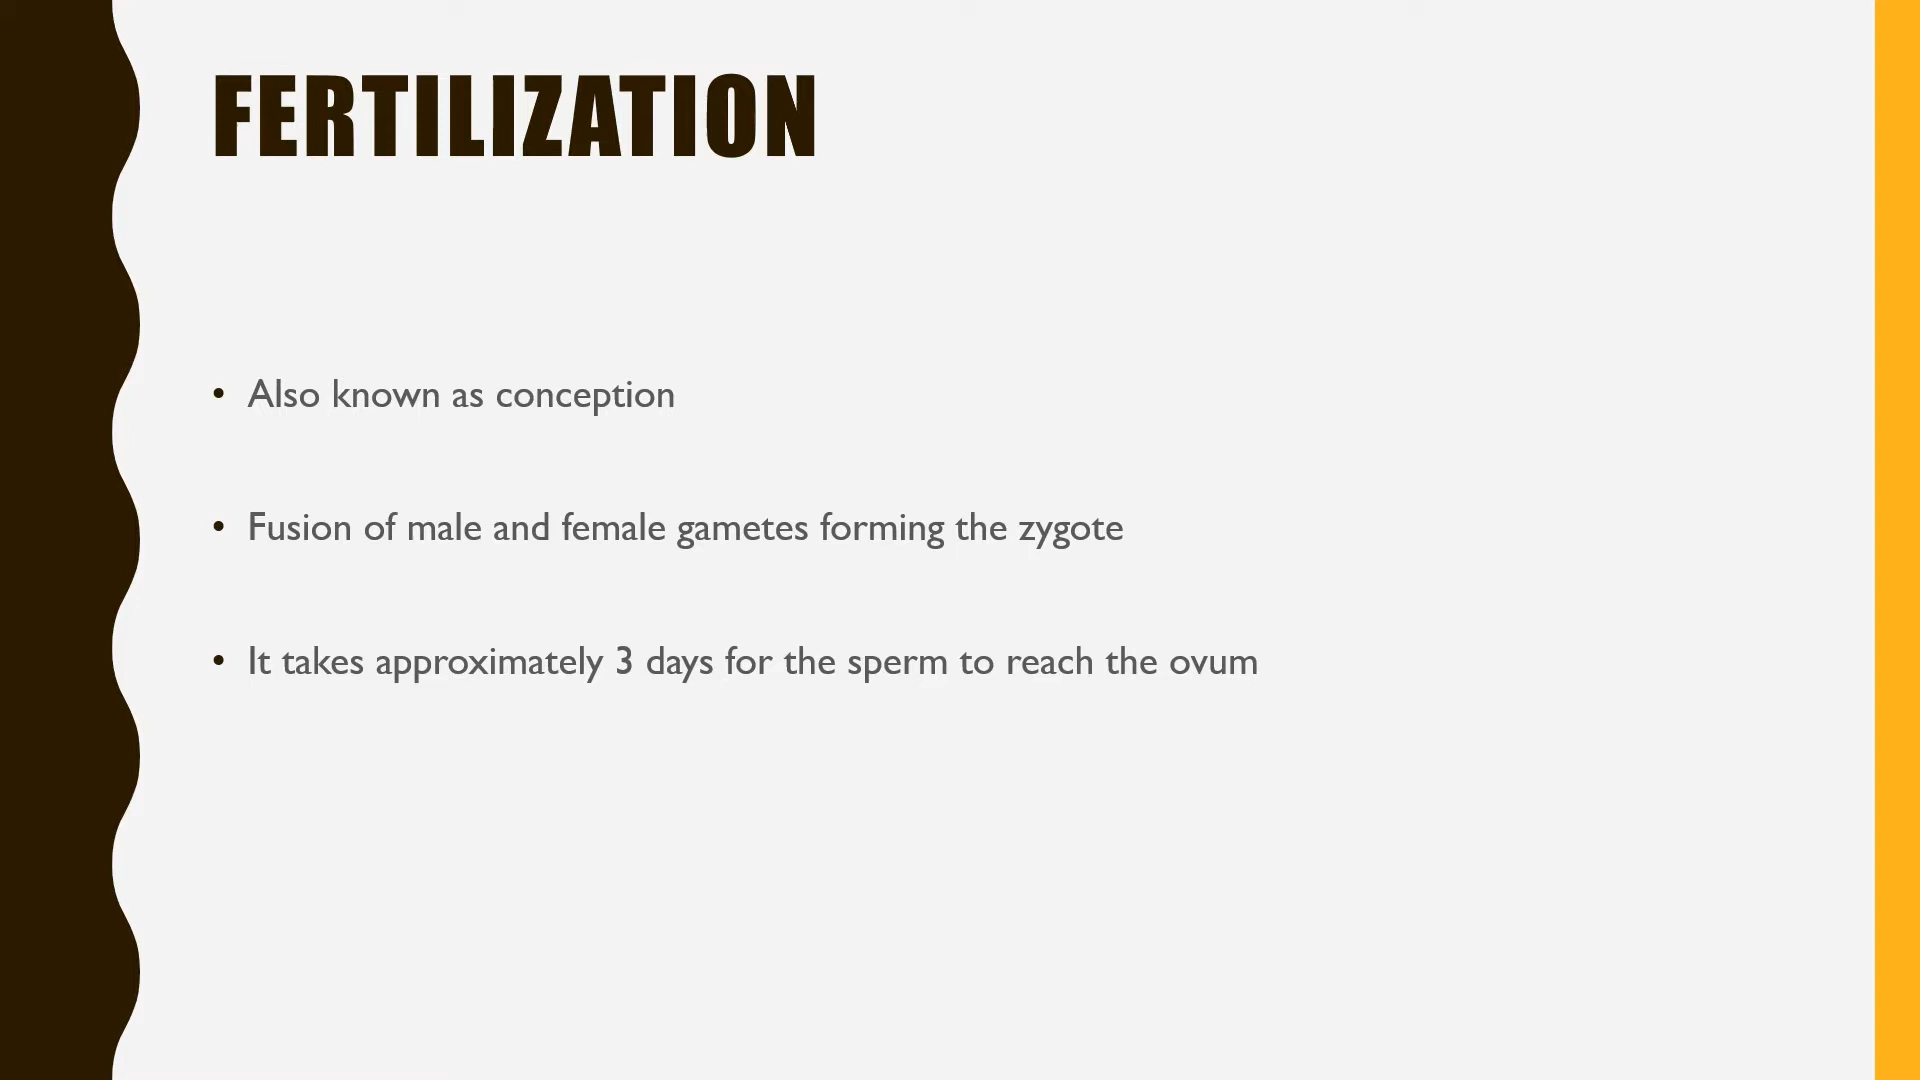 FERTILIZATION
• Also known as conception
• Fusion of male and female gametes forming the zygote
• It takes approximately 3 days for the sperm to reach the ovum